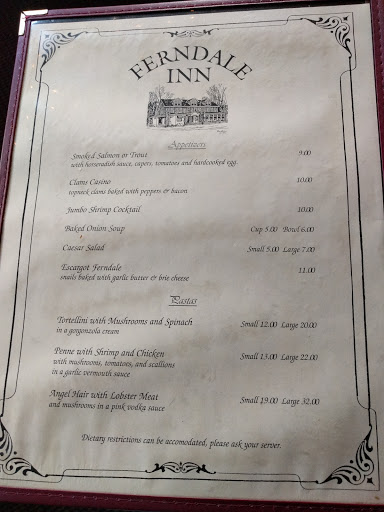 FERNDALE
INN
Appetizers
Smoked Salmon or Trout 9.00
with horseradish sauce, capers, tomatoes and hardcooked egg.
Clams Casino 10.00
topneck clams baked with peppers & bacon
Jumbo Shrimp Cocktail 10.00
Baked Onion Soup Cup 5.00 Bowl 6.00
Caesar Salad Small 5.00 Large 7.00
Escargot Ferndale 11.00
snails baked with garlic butter & brie cheese
Pastas
Tortellini with Mushrooms and Spinach Small 12.00 Large 20.00
in a gorgonzola cream
Penne with Shrimp and Chicken Small 13.00 Large 22.00
with mushrooms, tomatoes, and scallions
in a garlic vermouth sauce
Angel Hair with Lobster Meat Small 19.00 Large 32.00
and mushrooms in a pink vodka sauce
Dietary restrictions can be accomodated, please ask your server.